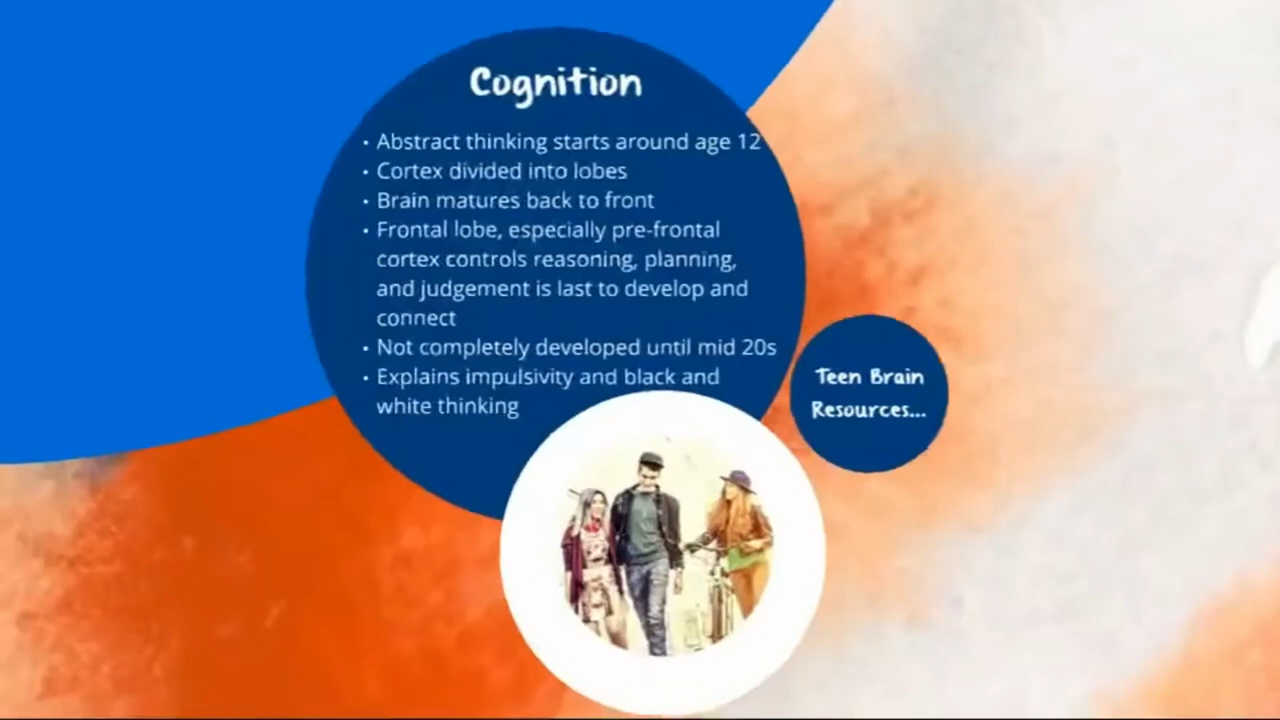 Cognition
• Abstract thinking starts around age 12
• Cortex divided into lobes
• Brain matures back to front
• Frontal lobe, especially pre-frontal
cortex controls reasoning, planning,
and judgement is last to develop and
connect
• Not completely developed until mid 20s
• Explains impulsivity and black and
white thinking
Teen Brain
Resources...